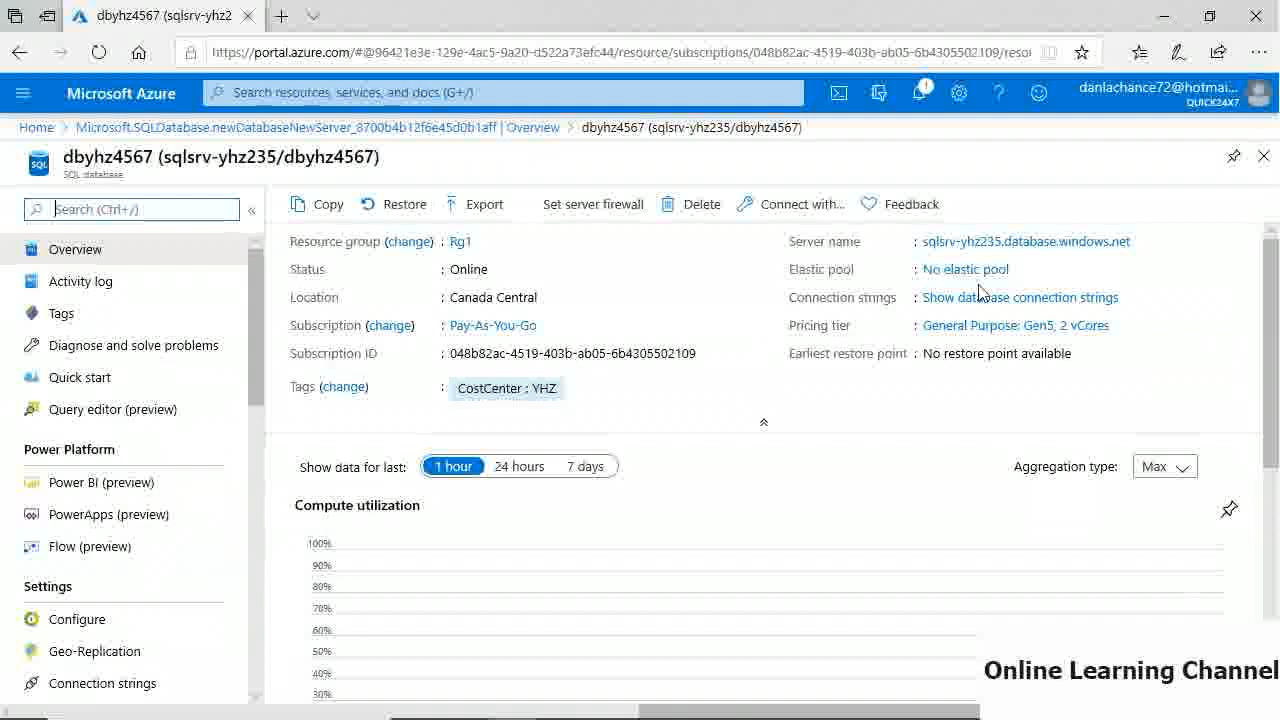 dbyhz4567 (sqlsrv-yhz2
https://portal.azure.com/#@96421e3e-129e-4ac5-9a20-d522a73efc44/resource/subscriptions/048b82ac-4519-403b-ab05-6b4305502109/resou
Microsoft Azure
Search resources, services, and docs (G+/)
1
danlachance72@hotmai...
QUICK24X7
Home > Microsoft.SQLDatabase.newDatabaseNewServer_8700b4b12f6e45d0b1aff | Overview > dbyhz4567 (sqlsrv-yhz235/dbyhz4567)
dbyhz4567 (sqlsrv-yhz235/dbyhz4567)
SQL
SQL database
Search (Ctrl+/)
«
Copy Restore Export Set server firewall Delete Connect with... Feedback
Overview
Activity log
Tags
Diagnose and solve problems
Quick start
Query editor (preview)
Power Platform
Power BI (preview)
PowerApps (preview)
Flow (preview)
Settings
Configure
Geo-Replication
Connection strings
Resource group (change) : Rg1
Status : Online
Location : Canada Central
Subscription (change) : Pay-As-You-Go
Subscription ID : 048b82ac-4519-403b-ab05-6b4305502109
Tags (change) : CostCenter : YHZ
Server name : sqlsrv-yhz235.database.windows.net
Elastic pool : No elastic pool
Connection strings : Show database connection strings
Pricing tier : General Purpose: Gen5, 2 vCores
Earliest restore point : No restore point available
Show data for last: 1 hour 24 hours 7 days
Aggregation type: Max
Compute utilization
100%
90%
80%
70%
60%
50%
40%
30%
Online Learning Channel